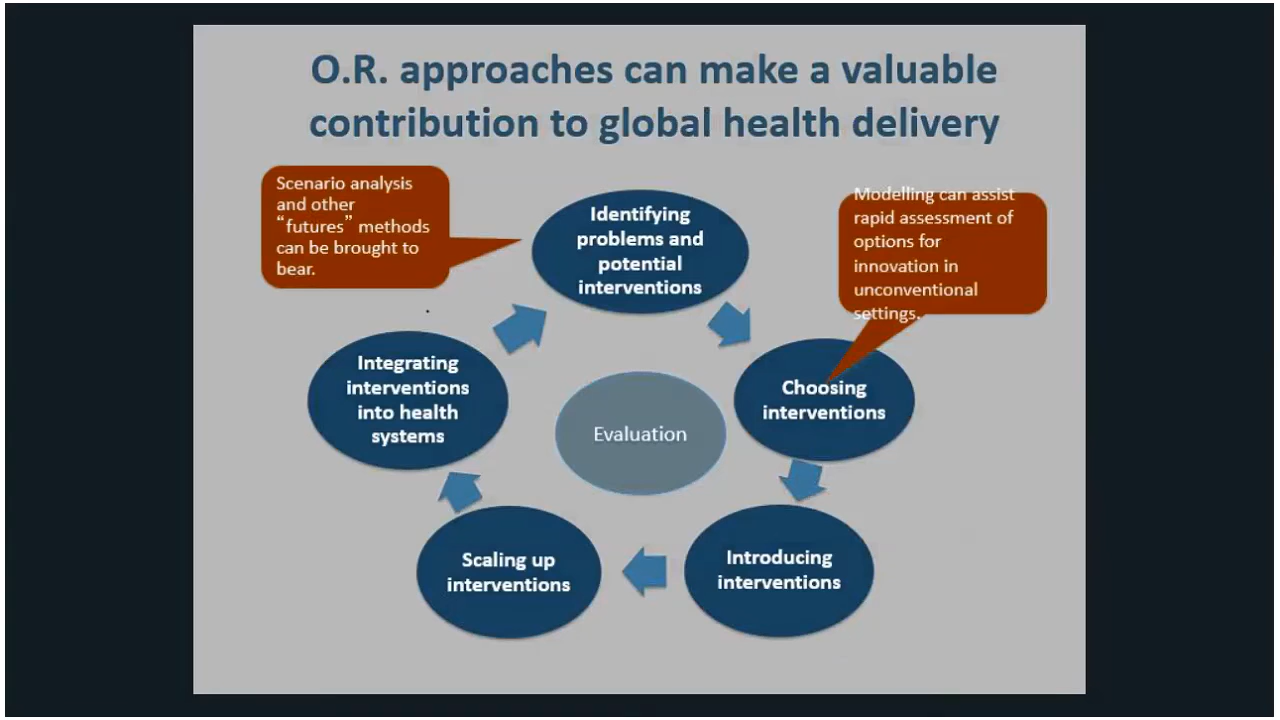 O.R. approaches can make a valuable
contribution to global health delivery
Scenario analysis
and other
“futures” methods
can be brought to
bear.
Identifying
problems and
potential
interventions
Modelling can assist
rapid assessment of
options for
innovation in
unconventional
settings.
Integrating
interventions
into health
systems
Choosing
interventions
Evaluation
Scaling up
interventions
Introducing
interventions